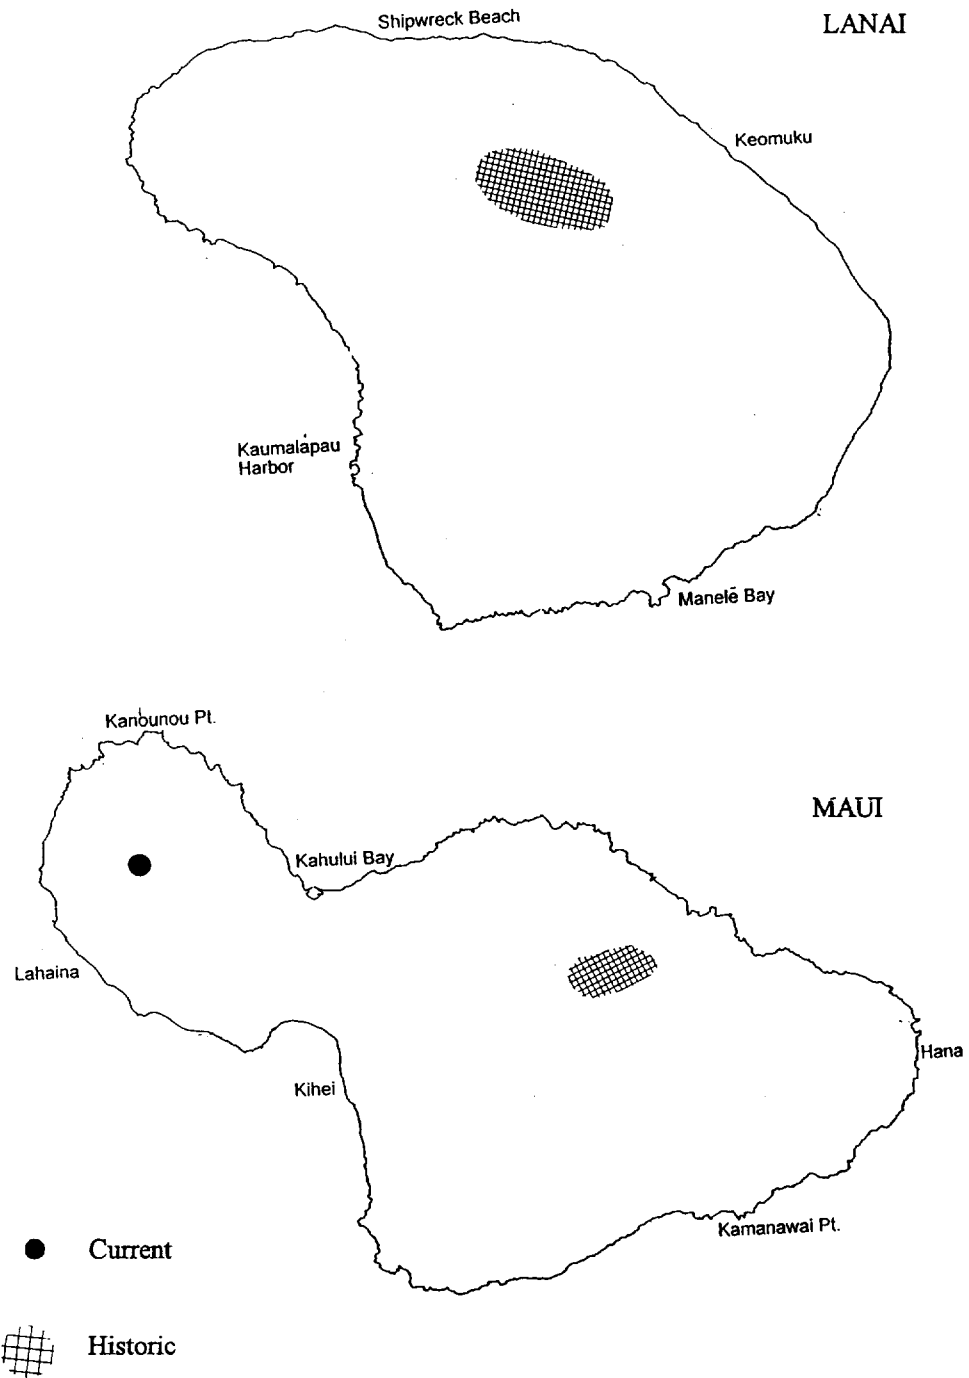 Shipwreck Beach
LANAI
Keomuku
Kaumalapau
Harbor
Manelē Bay
Kanounou Pt.
MAUI
Kahului Bay
Lahaina
Hana
Kihei
Kamanawai Pt.
Current
Historic